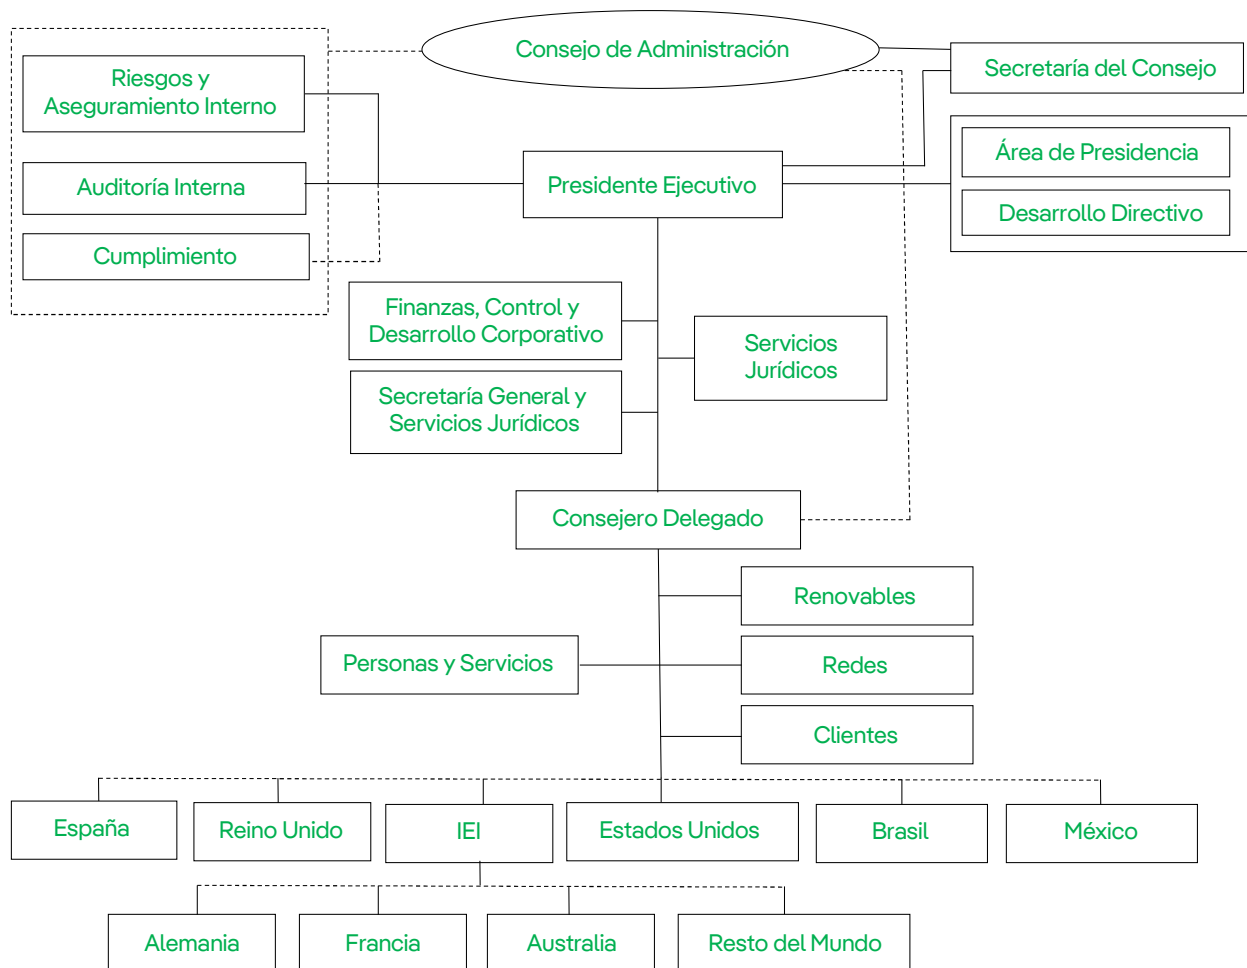 Consejo de Administración
Secretaría del Consejo
Riesgos y
Aseguramiento Interno
Auditoría Interna
Cumplimiento
Presidente Ejecutivo
Área de Presidencia
Desarrollo Directivo
Finanzas, Control y
Desarrollo Corporativo
Servicios
Jurídicos
Secretaría General y
Servicios Jurídicos
Consejero Delegado
Renovables
Personas y Servicios
Redes
Clientes
España
Reino Unido
IEI
Estados Unidos
Brasil
México
Alemania
Francia
Australia
Resto del Mundo